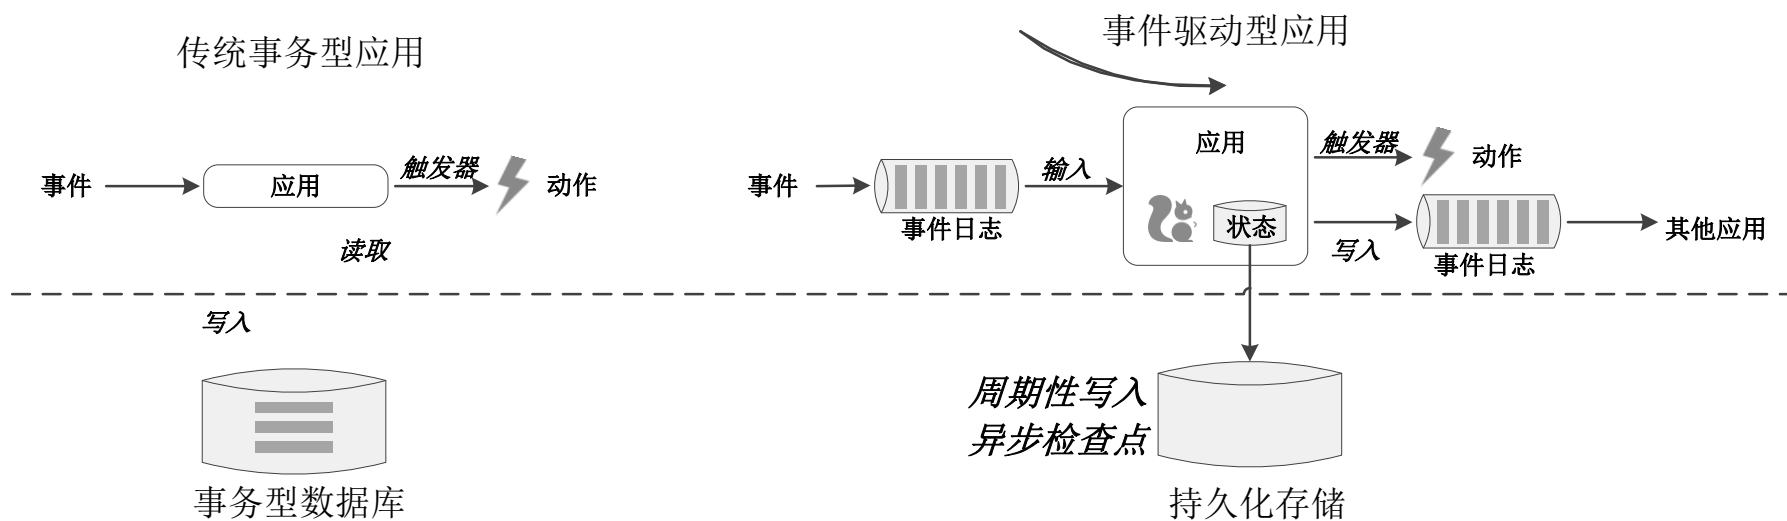 传统事务型应用
事件
应用
触发器
动作
读取
写入
事务型数据库
事件驱动型应用
事件
事件日志
输入
应用
状态
触发器
动作
写入
事件日志
其他应用
周期性写入
异步检查点
持久化存储